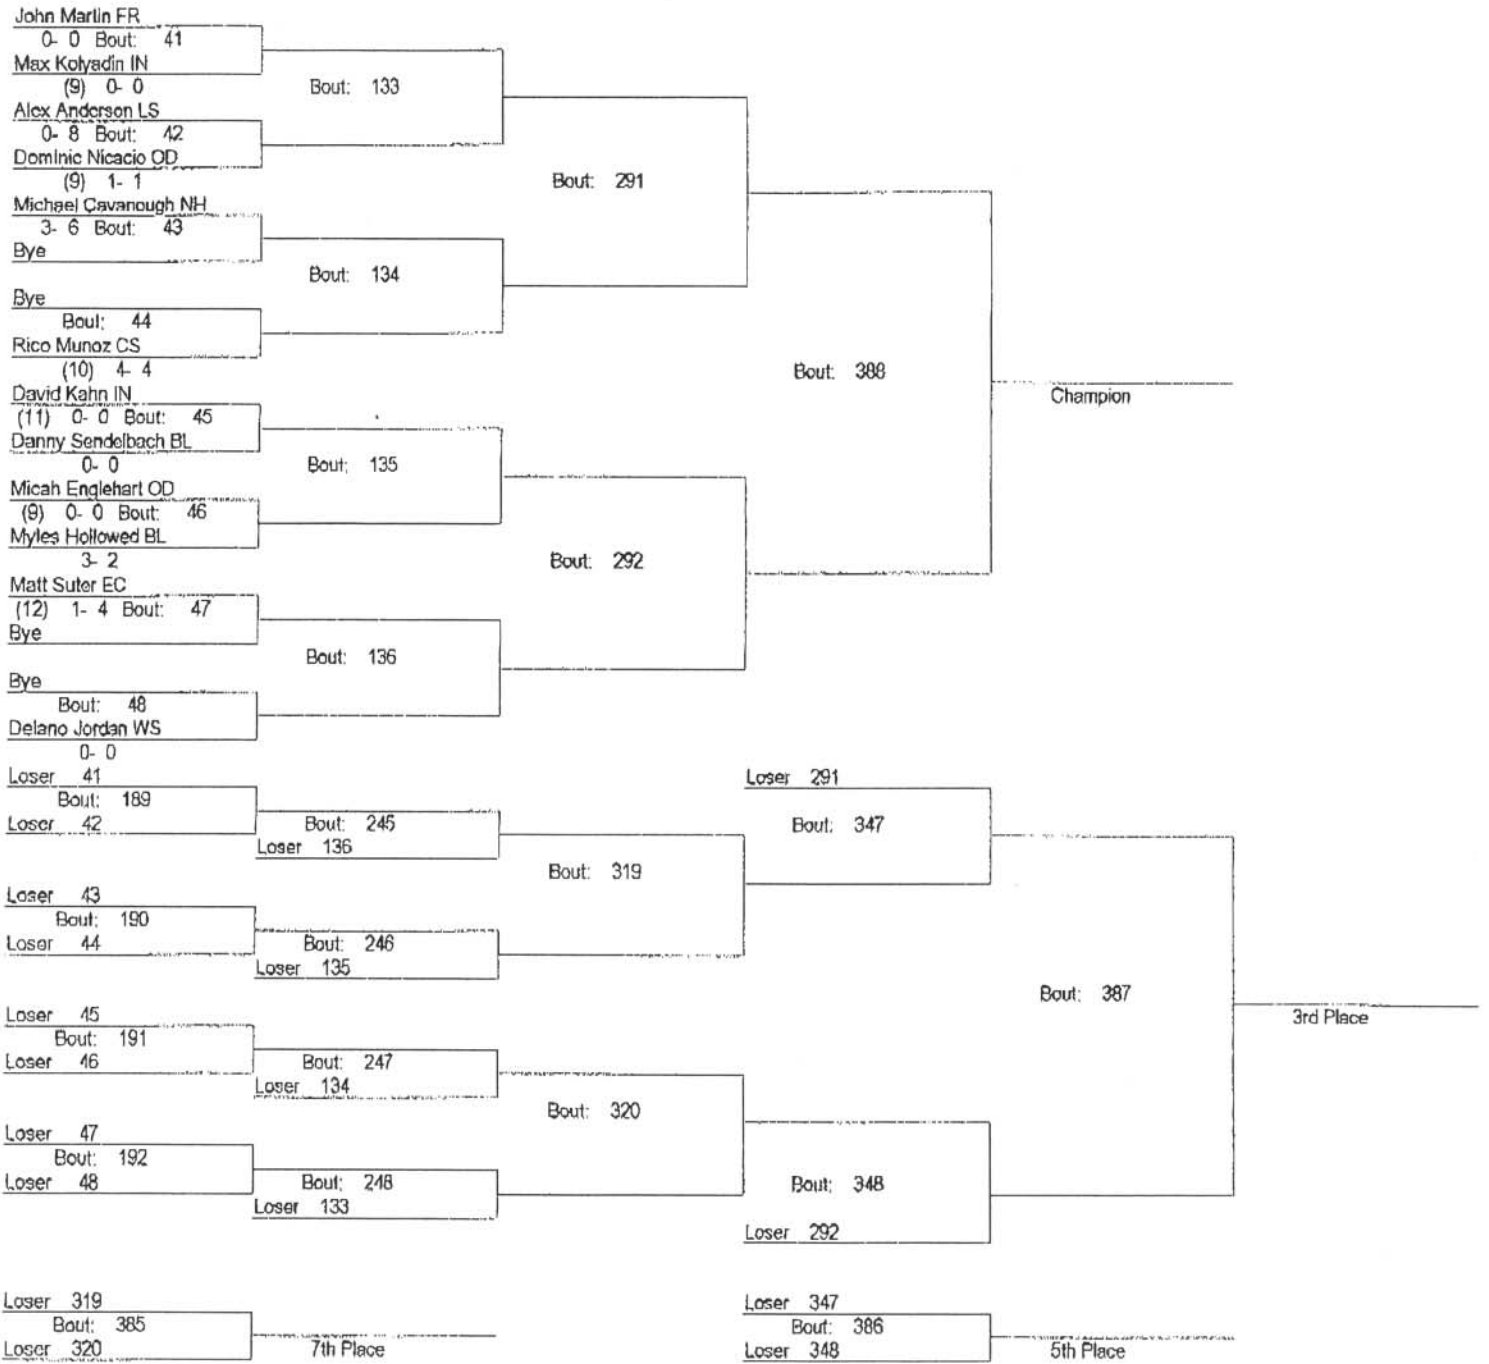 John Martin FR
0- 0 Bout: 41
Max Kolyadin IN
(9) 0- 0
Bout: 133
Alex Anderson LS
0- 8 Bout: 42
Dominic Nicacio OD
(9) 1- 1
Bout: 291
Michael Cavanough NH
3- 6 Bout: 43
Bye
Bout: 134
Bye
Bout: 44
Rico Munoz CS
(10) 4- 4
Bout: 388
Champion
David Kahn IN
(11) 0- 0 Bout: 45
Danny Sendelbach BL
0- 0
Bout: 135
Micah Englehart OD
(9) 0- 0 Bout: 46
Myles Hollowed BL
3- 2
Bout: 292
Matt Suter EC
(12) 1- 4 Bout: 47
Bye
Bout: 136
Bye
Bout: 48
Delano Jordan WS
0- 0
Loser 41
Bout: 189
Loser 42
Bout: 245
Loser 136
Loser 291
Bout: 347
Bout: 319
Loser 43
Bout: 190
Loser 44
Bout: 246
Loser 135
Bout: 387
3rd Place
Loser 45
Bout: 191
Loser 46
Bout: 247
Loser 134
Bout: 320
Loser 47
Bout: 192
Loser 48
Bout: 248
Loser 133
Bout: 348
Loser 292
Loser 319
Bout: 385
Loser 320
7th Place
Loser 347
Bout: 386
Loser 348
5th Place